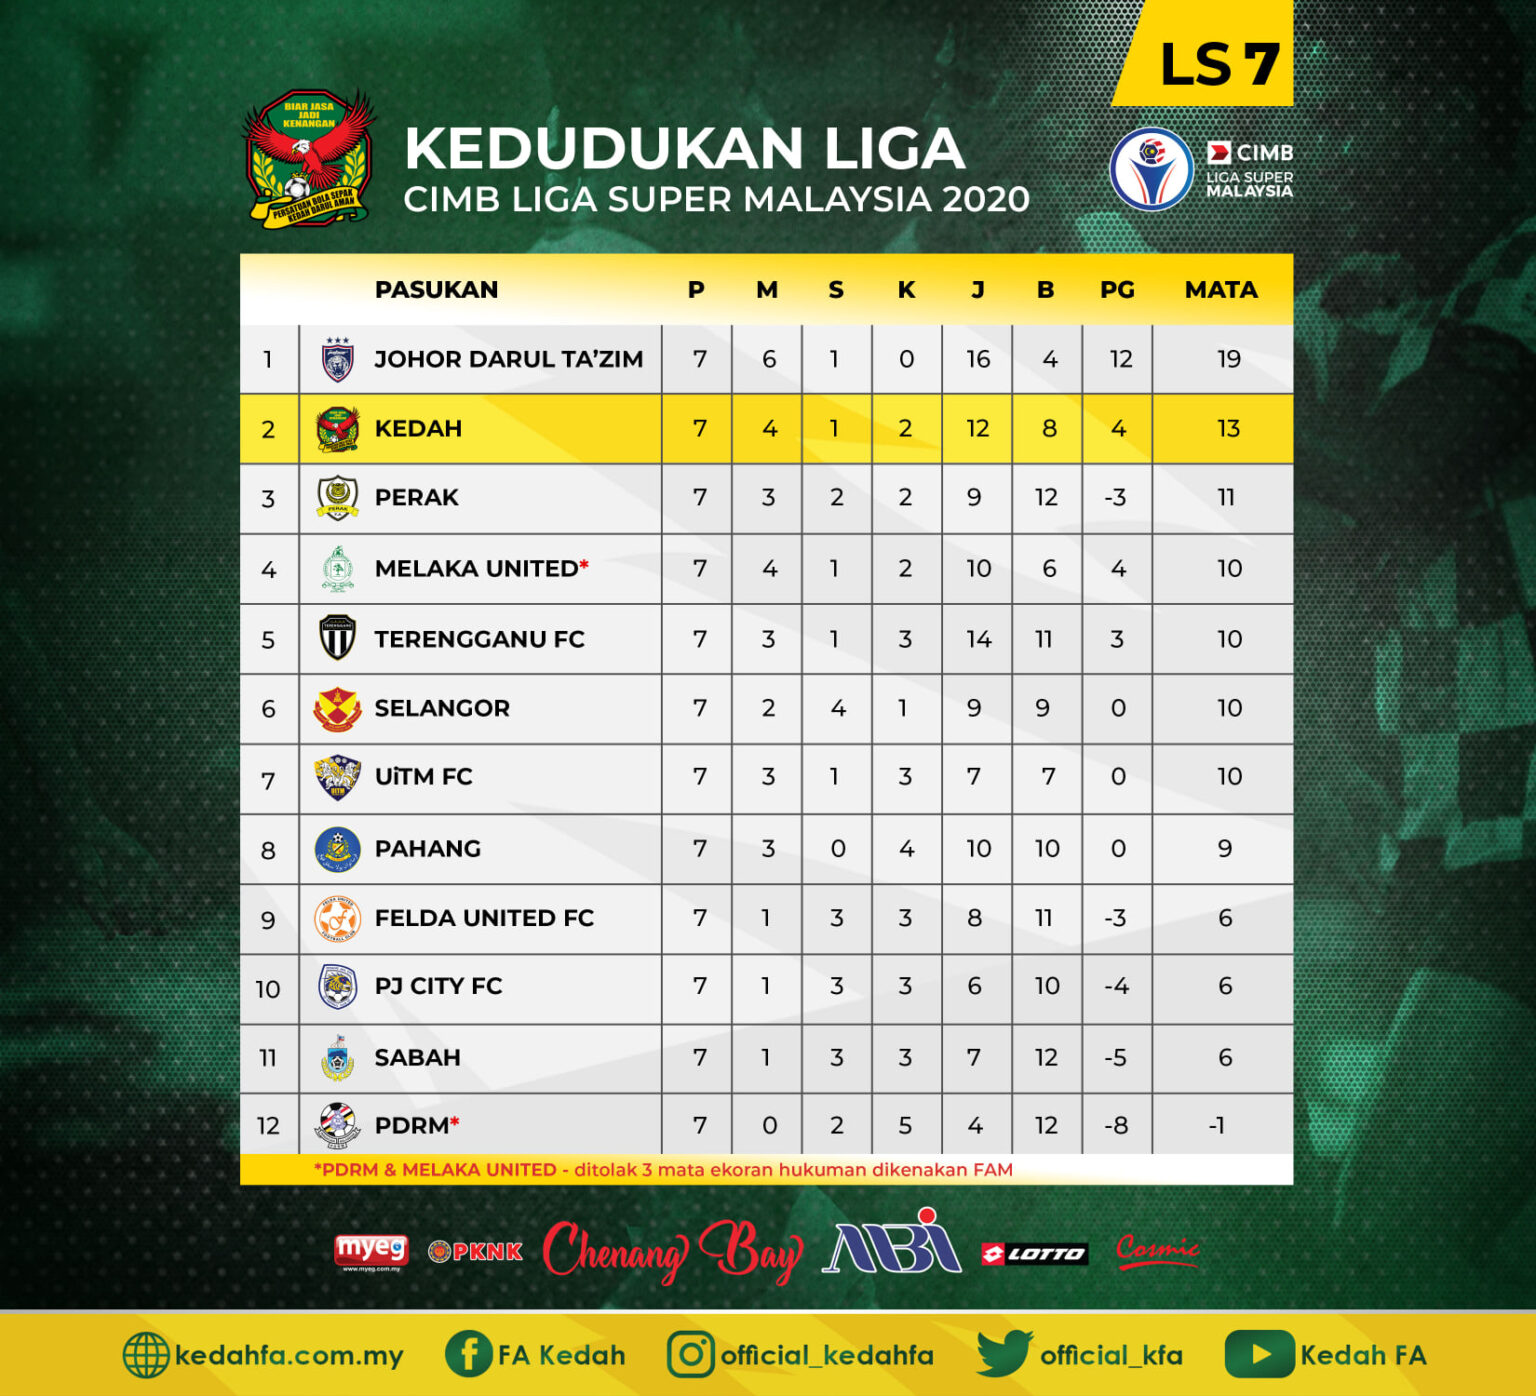 LS 7
BIAR JASA
JADI
KENANGAN
PERSATUAN BOLA SEPAK
KEDAH DARUL AMAN
KEDUDUKAN LIGA
CIMB LIGA SUPER MALAYSIA 2020
CIMB
LIGA SUPER
MALAYSIA
PASUKAN P M S K J B PG MATA
1 JOHOR DARUL TA’ZIM 7 6 1 0 16 4 12 19
2 KEDAH 7 4 1 2 12 8 4 13
3 PERAK 7 3 2 2 9 12 -3 11
4 MELAKA UNITED* 7 4 1 2 10 6 4 10
5 TERENGGANU FC 7 3 1 3 14 11 3 10
6 SELANGOR 7 2 4 1 9 9 0 10
7 UiTM FC 7 3 1 3 7 7 0 10
8 PAHANG 7 3 0 4 10 10 0 9
9 FELDA UNITED FC 7 1 3 3 8 11 -3 6
10 PJ CITY FC 7 1 3 3 6 10 -4 6
11 SABAH 7 1 3 3 7 12 -5 6
12 PDRM* 7 0 2 5 4 12 -8 -1
*PDRM & MELAKA UNITED - ditolak 3 mata ekoran hukuman dikenakan FAM
myeg
www.myeg.com.my
PKNK
Chenang Bay
MBI
LOTTO
Cosmic
kedahfa.com.my
FA Kedah
official_kedahfa
official_kfa
Kedah FA